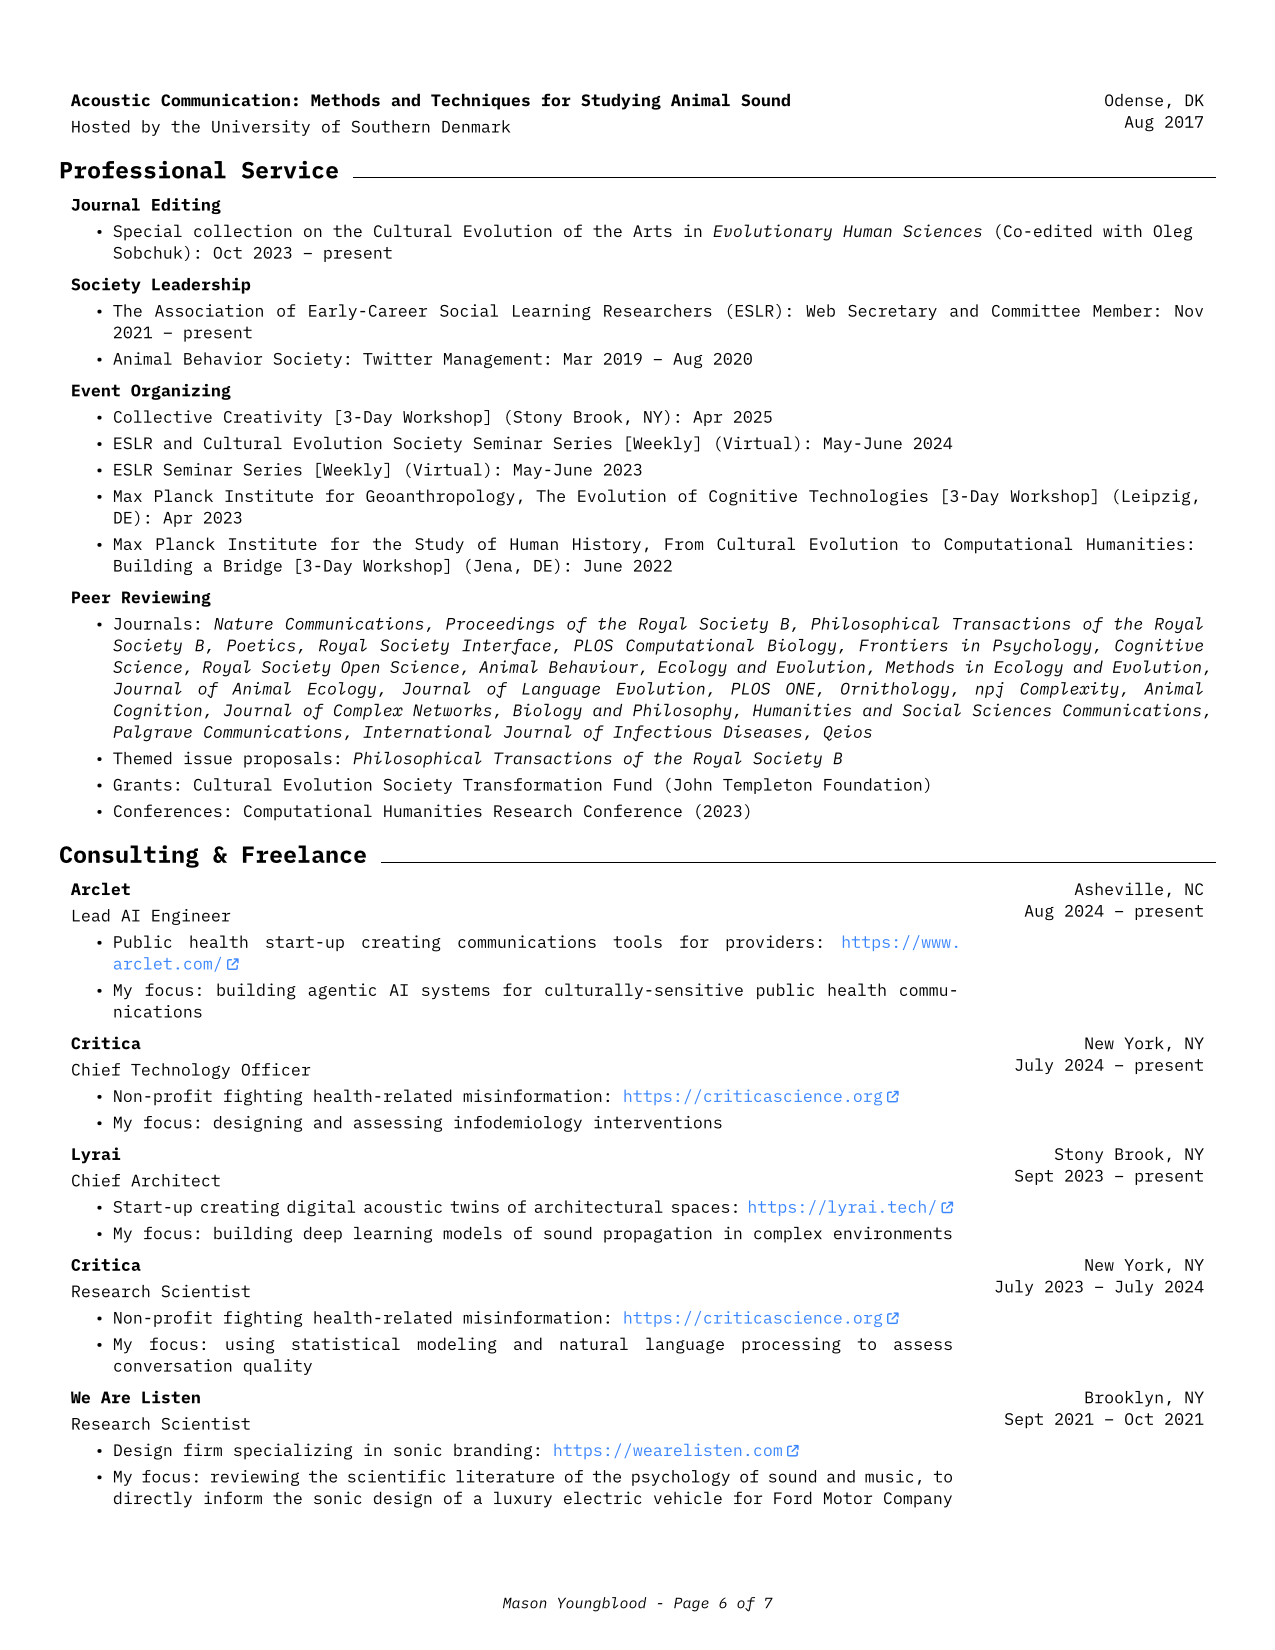 Acoustic Communication: Methods and Techniques for Studying Animal Sound
Odense, DK
Hosted by the University of Southern Denmark
Aug 2017
Professional Service
Journal Editing
• Special collection on the Cultural Evolution of the Arts in Evolutionary Human Sciences (Co-edited with Oleg
Sobchuk): Oct 2023 – present
Society Leadership
• The Association of Early-Career Social Learning Researchers (ESLR): Web Secretary and Committee Member: Nov
2021 – present
• Animal Behavior Society: Twitter Management: Mar 2019 – Aug 2020
Event Organizing
• Collective Creativity [3-Day Workshop] (Stony Brook, NY): Apr 2025
• ESLR and Cultural Evolution Society Seminar Series [Weekly] (Virtual): May-June 2024
• ESLR Seminar Series [Weekly] (Virtual): May-June 2023
• Max Planck Institute for Geoanthropology, The Evolution of Cognitive Technologies [3-Day Workshop] (Leipzig,
DE): Apr 2023
• Max Planck Institute for the Study of Human History, From Cultural Evolution to Computational Humanities:
Building a Bridge [3-Day Workshop] (Jena, DE): June 2022
Peer Reviewing
• Journals: Nature Communications, Proceedings of the Royal Society B, Philosophical Transactions of the Royal
Society B, Poetics, Royal Society Interface, PLOS Computational Biology, Frontiers in Psychology, Cognitive
Science, Royal Society Open Science, Animal Behaviour, Ecology and Evolution, Methods in Ecology and Evolution,
Journal of Animal Ecology, Journal of Language Evolution, PLOS ONE, Ornithology, npj Complexity, Animal
Cognition, Journal of Complex Networks, Biology and Philosophy, Humanities and Social Sciences Communications,
Palgrave Communications, International Journal of Infectious Diseases, Qeios
• Themed issue proposals: Philosophical Transactions of the Royal Society B
• Grants: Cultural Evolution Society Transformation Fund (John Templeton Foundation)
• Conferences: Computational Humanities Research Conference (2023)
Consulting & Freelance
Arclet
Asheville, NC
Lead AI Engineer
Aug 2024 – present
• Public health start-up creating communications tools for providers: https://www.
arclet.com/
• My focus: building agentic AI systems for culturally-sensitive public health commu-
nications
Critica
New York, NY
Chief Technology Officer
July 2024 – present
• Non-profit fighting health-related misinformation: https://criticascience.org
• My focus: designing and assessing infodemiology interventions
Lyrai
Stony Brook, NY
Chief Architect
Sept 2023 – present
• Start-up creating digital acoustic twins of architectural spaces: https://lyrai.tech/
• My focus: building deep learning models of sound propagation in complex environments
Critica
New York, NY
Research Scientist
July 2023 – July 2024
• Non-profit fighting health-related misinformation: https://criticascience.org
• My focus: using statistical modeling and natural language processing to assess
conversation quality
We Are Listen
Brooklyn, NY
Research Scientist
Sept 2021 – Oct 2021
• Design firm specializing in sonic branding: https://wearelisten.com
• My focus: reviewing the scientific literature of the psychology of sound and music, to
directly inform the sonic design of a luxury electric vehicle for Ford Motor Company
Mason Youngblood - Page 6 of 7